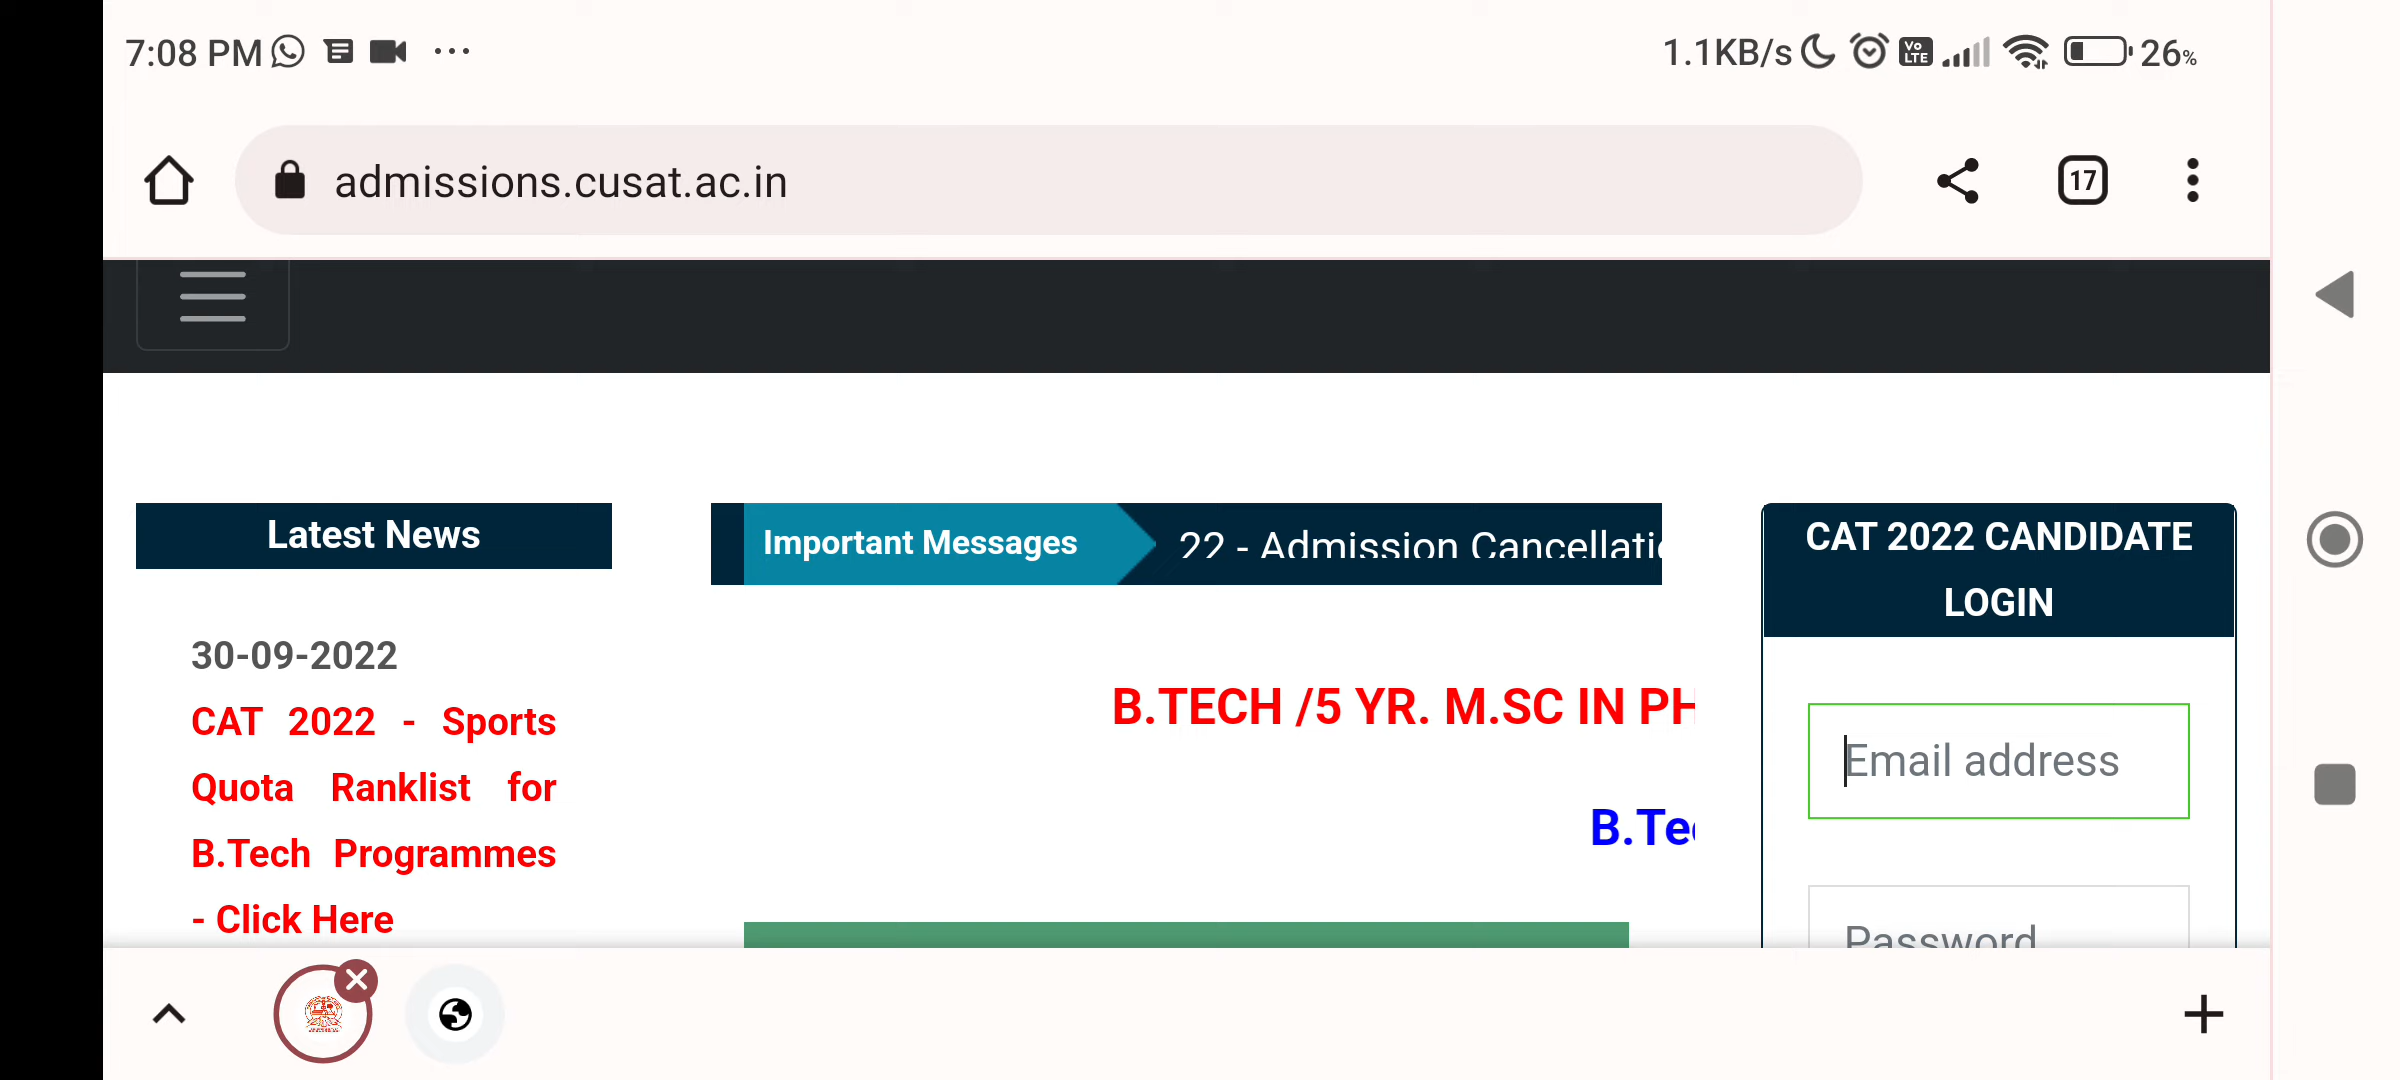 7:08 PM
1.1KB/s
Vo LTE
26%
admissions.cusat.ac.in
17
Latest News
Important Messages
22 - Admission Cancellati
CAT 2022 CANDIDATE
LOGIN
30-09-2022
CAT 2022 - Sports
Quota Ranklist for
B.Tech Programmes
- Click Here
B.TECH /5 YR. M.SC IN PH
B.Te
Email address
Password